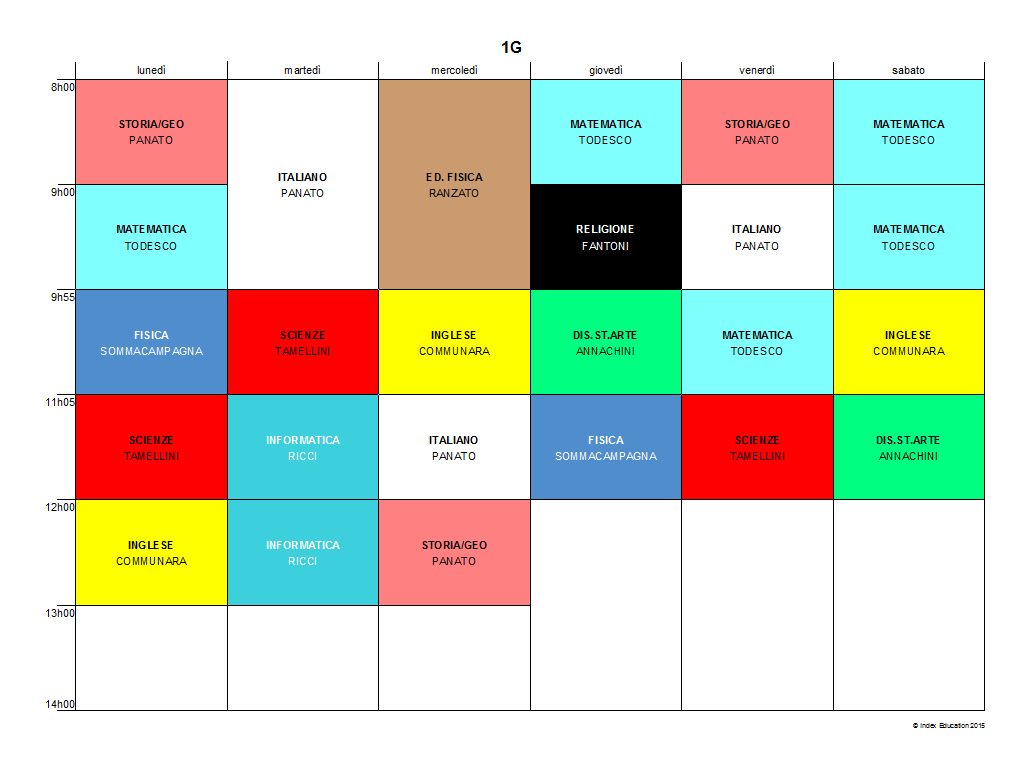 1G
lunedì martedì mercoledì giovedì venerdì sabato
8h00
STORIA/GEO
PANATO
ITALIANO
PANATO
ED. FISICA
RANZATO
MATEMATICA
TODESCO
STORIA/GEO
PANATO
MATEMATICA
TODESCO
9h00
MATEMATICA
TODESCO
RELIGIONE
FANTONI
ITALIANO
PANATO
MATEMATICA
TODESCO
9h55
FISICA
SOMMACAMPAGNA
SCIENZE
TAMELLINI
INGLESE
COMMUNARA
DIS.ST.ARTE
ANNACHINI
MATEMATICA
TODESCO
INGLESE
COMMUNARA
11h05
SCIENZE
TAMELLINI
INFORMATICA
RICCI
ITALIANO
PANATO
FISICA
SOMMACAMPAGNA
SCIENZE
TAMELLINI
DIS.ST.ARTE
ANNACHINI
12h00
INGLESE
COMMUNARA
INFORMATICA
RICCI
STORIA/GEO
PANATO
13h00
14h00
© Index Education 2015